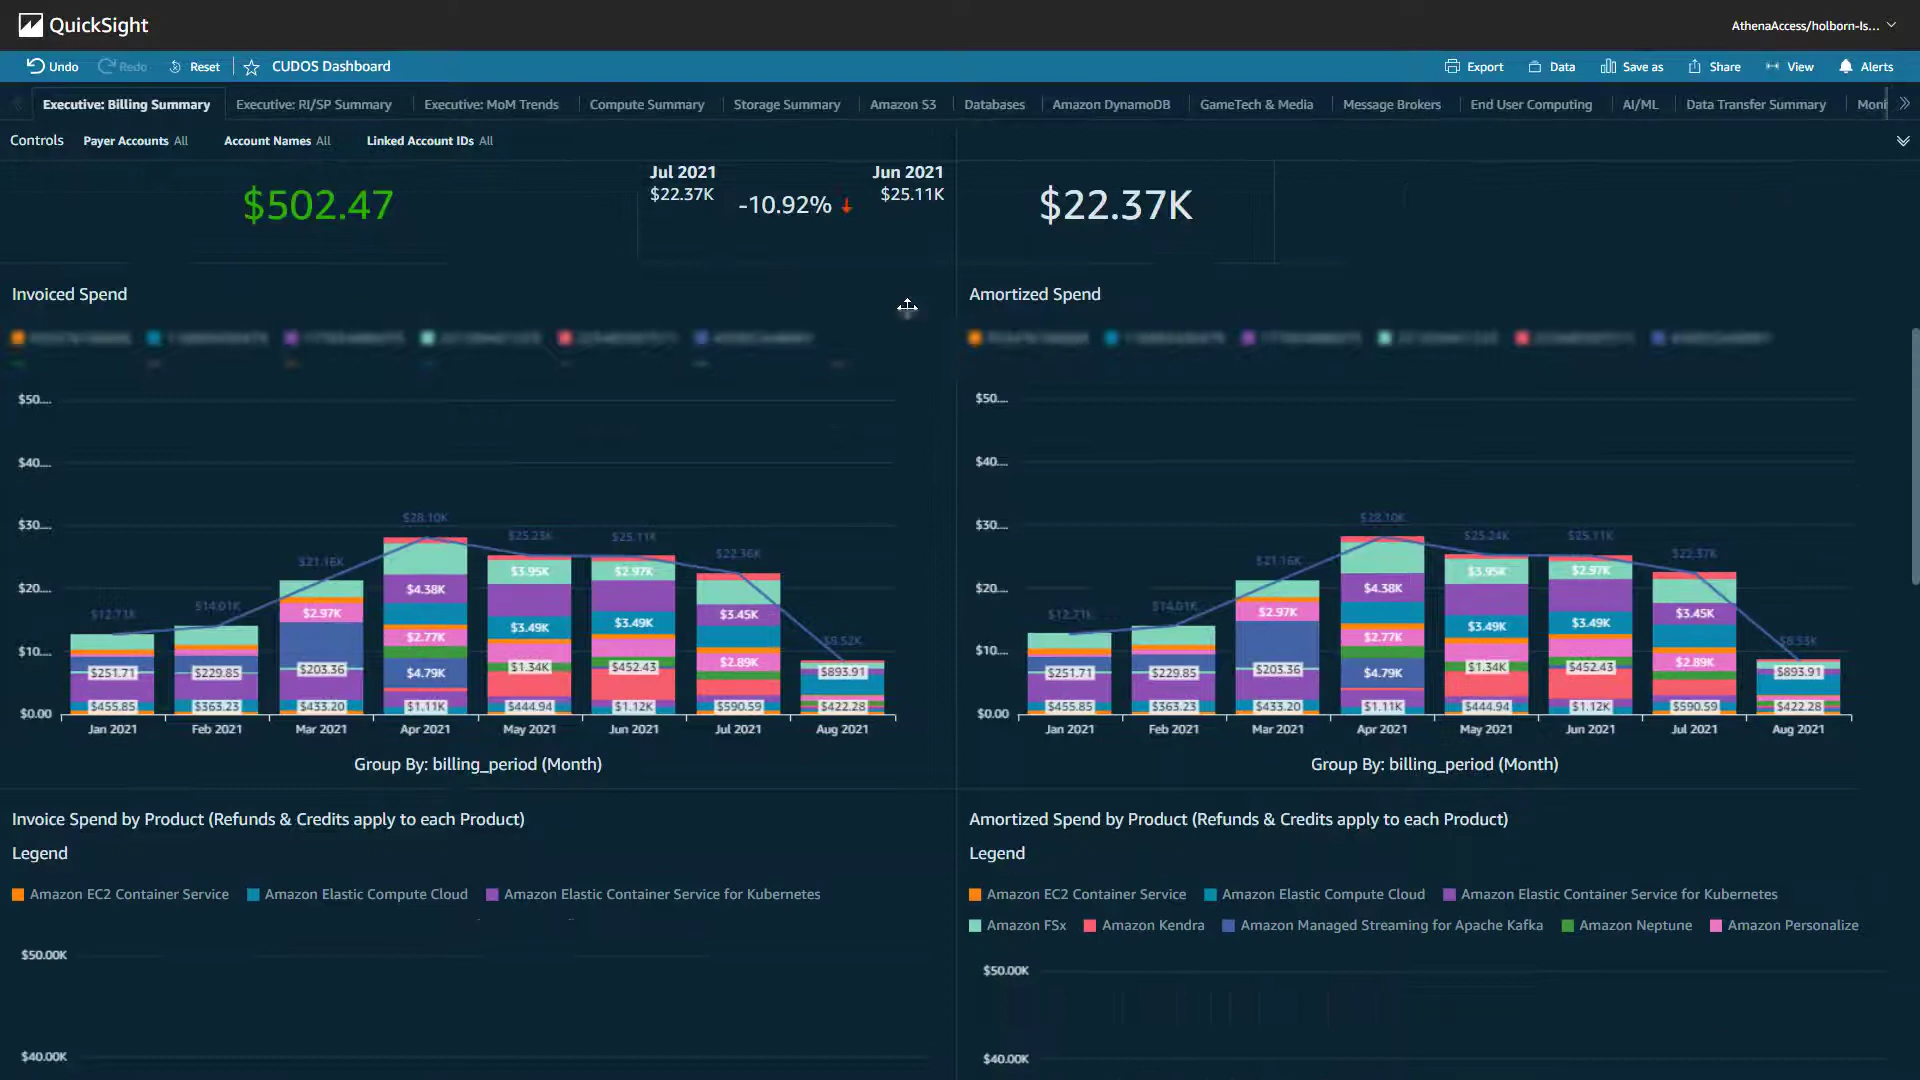 QuickSight
AthenaAccess/holborn-Is...
Undo Redo Reset CUDOS Dashboard Export Data Save as Share View Alerts
Executive: Billing Summary Executive: RI/SP Summary Executive: MoM Trends Compute Summary Storage Summary Amazon S3 Databases Amazon DynamoDB GameTech & Media Message Brokers End User Computing AI/ML Data Transfer Summary Moni
Controls Payer Accounts All Account Names All Linked Account IDs All
$502.47
Jul 2021 Jun 2021
$22.37K -10.92% $25.11K
$22.37K
Invoiced Spend
$50....
$40....
$30....
$20....
$10....
$0.00
$12.71K $14.01K $21.16K $28.10K $25.23K $25.11K $22.36K
$251.71 $455.85
$229.85 $363.23
$2.97K $203.36 $433.20
$4.38K $2.77K $4.79K $1.11K
$3.95K $3.49K $1.34K $444.94
$2.97K $3.49K $452.43 $1.12K
$3.45K $2.89K $590.59
$893.91 $422.28
Jan 2021 Feb 2021 Mar 2021 Apr 2021 May 2021 Jun 2021 Jul 2021 Aug 2021
Group By: billing_period (Month)
Amortized Spend
$50....
$40....
$30....
$20....
$10....
$0.00
$12.71K $14.01K $21.16K $28.10K $25.24K $25.11K $22.37K
$251.71 $455.85
$229.85 $363.23
$2.97K $203.36 $433.20
$4.38K $2.77K $4.79K $1.11K
$3.95K $3.49K $1.34K $444.94
$2.97K $3.49K $452.43 $1.12K
$3.45K $2.89K $590.59
$893.91 $422.28
Jan 2021 Feb 2021 Mar 2021 Apr 2021 May 2021 Jun 2021 Jul 2021 Aug 2021
Group By: billing_period (Month)
Invoice Spend by Product (Refunds & Credits apply to each Product)
Legend
Amazon EC2 Container Service Amazon Elastic Compute Cloud Amazon Elastic Container Service for Kubernetes
$50.00K
$40.00K
Amortized Spend by Product (Refunds & Credits apply to each Product)
Legend
Amazon EC2 Container Service Amazon Elastic Compute Cloud Amazon Elastic Container Service for Kubernetes
Amazon FSx Amazon Kendra Amazon Managed Streaming for Apache Kafka Amazon Neptune Amazon Personalize
$50.00K
$40.00K